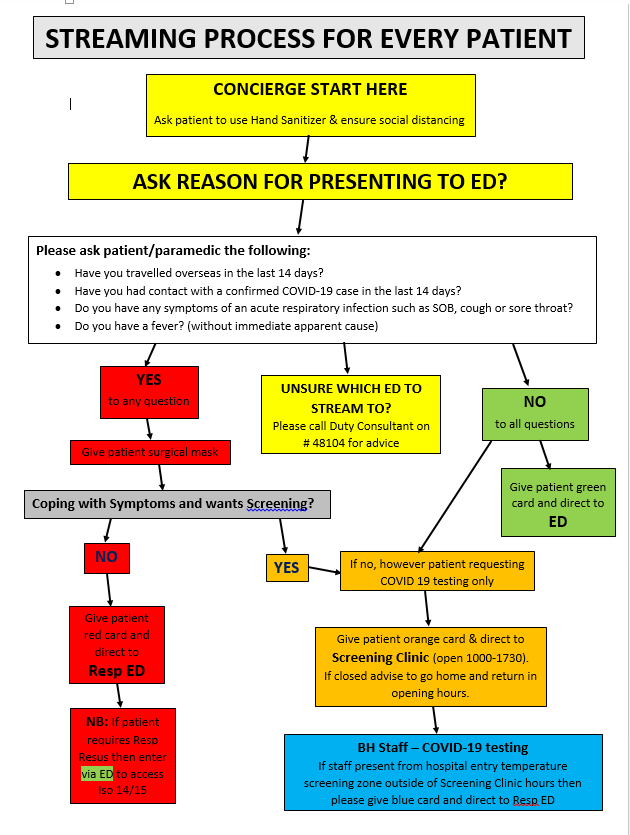 STREAMING PROCESS FOR EVERY PATIENT
CONCIERGE START HERE
Ask patient to use Hand Sanitizer & ensure social distancing
ASK REASON FOR PRESENTING TO ED?
Please ask patient/paramedic the following:
• Have you travelled overseas in the last 14 days?
• Have you had contact with a confirmed COVID-19 case in the last 14 days?
• Do you have any symptoms of an acute respiratory infection such as SOB, cough or sore throat?
• Do you have a fever? (without immediate apparent cause)
YES
to any question
UNSURE WHICH ED TO
STREAM TO?
Please call Duty Consultant on
# 48104 for advice
NO
to all questions
Give patient surgical mask
Give patient green
card and direct to
ED
Coping with Symptoms and wants Screening?
NO
YES
If no, however patient requesting
COVID 19 testing only
Give patient
red card and
direct to
Resp ED
Give patient orange card & direct to
Screening Clinic (open 1000-1730).
If closed advise to go home and return in
opening hours.
NB: If patient
requires Resp
Resus then enter
via ED to access
Iso 14/15
BH Staff – COVID-19 testing
If staff present from hospital entry temperature
screening zone outside of Screening Clinic hours then
please give blue card and direct to Resp ED